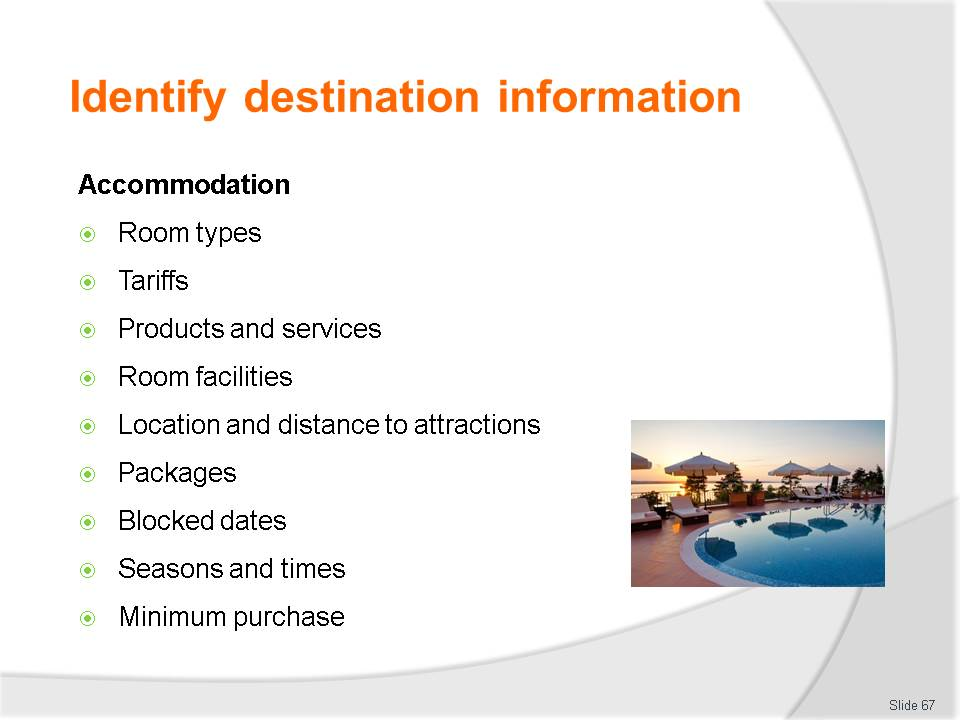 Identify destination information
Accommodation
Room types
Tariffs
Products and services
Room facilities
Location and distance to attractions
Packages
Blocked dates
Seasons and times
Minimum purchase
Slide 67